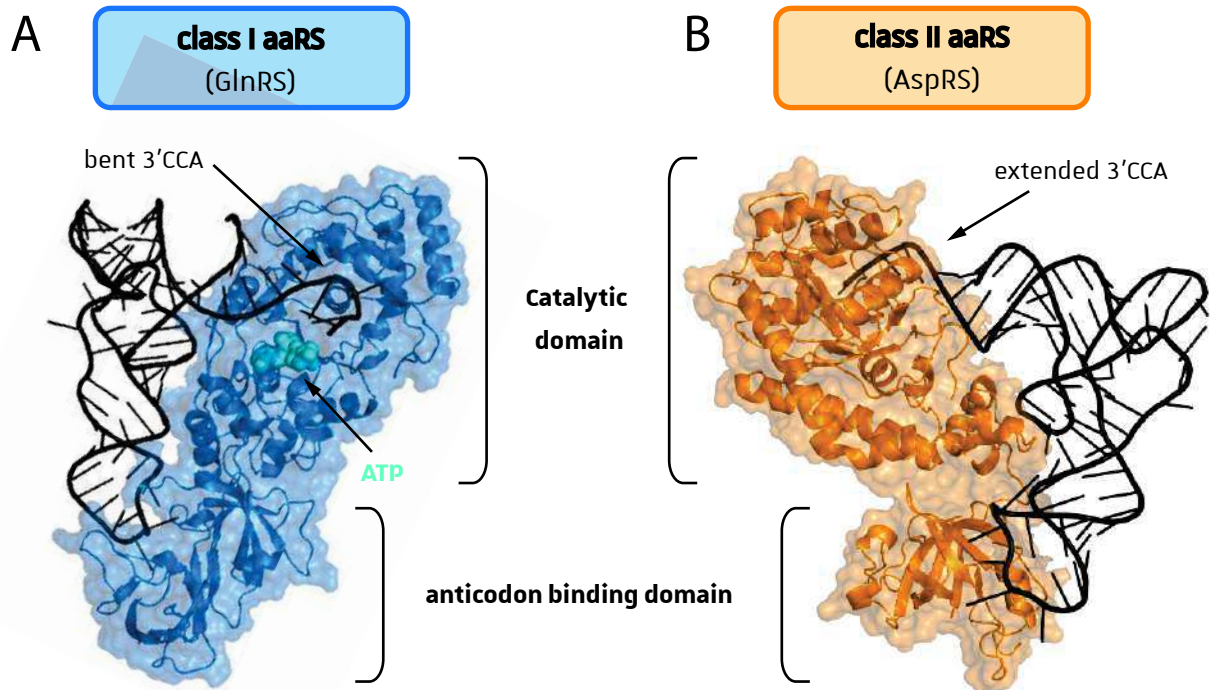 A
class I aaRS
(GlnRS)
B
class II aaRS
(AspRS)
bent 3'CCA
extended 3'CCA
Catalytic
domain
ATP
anticodon binding domain